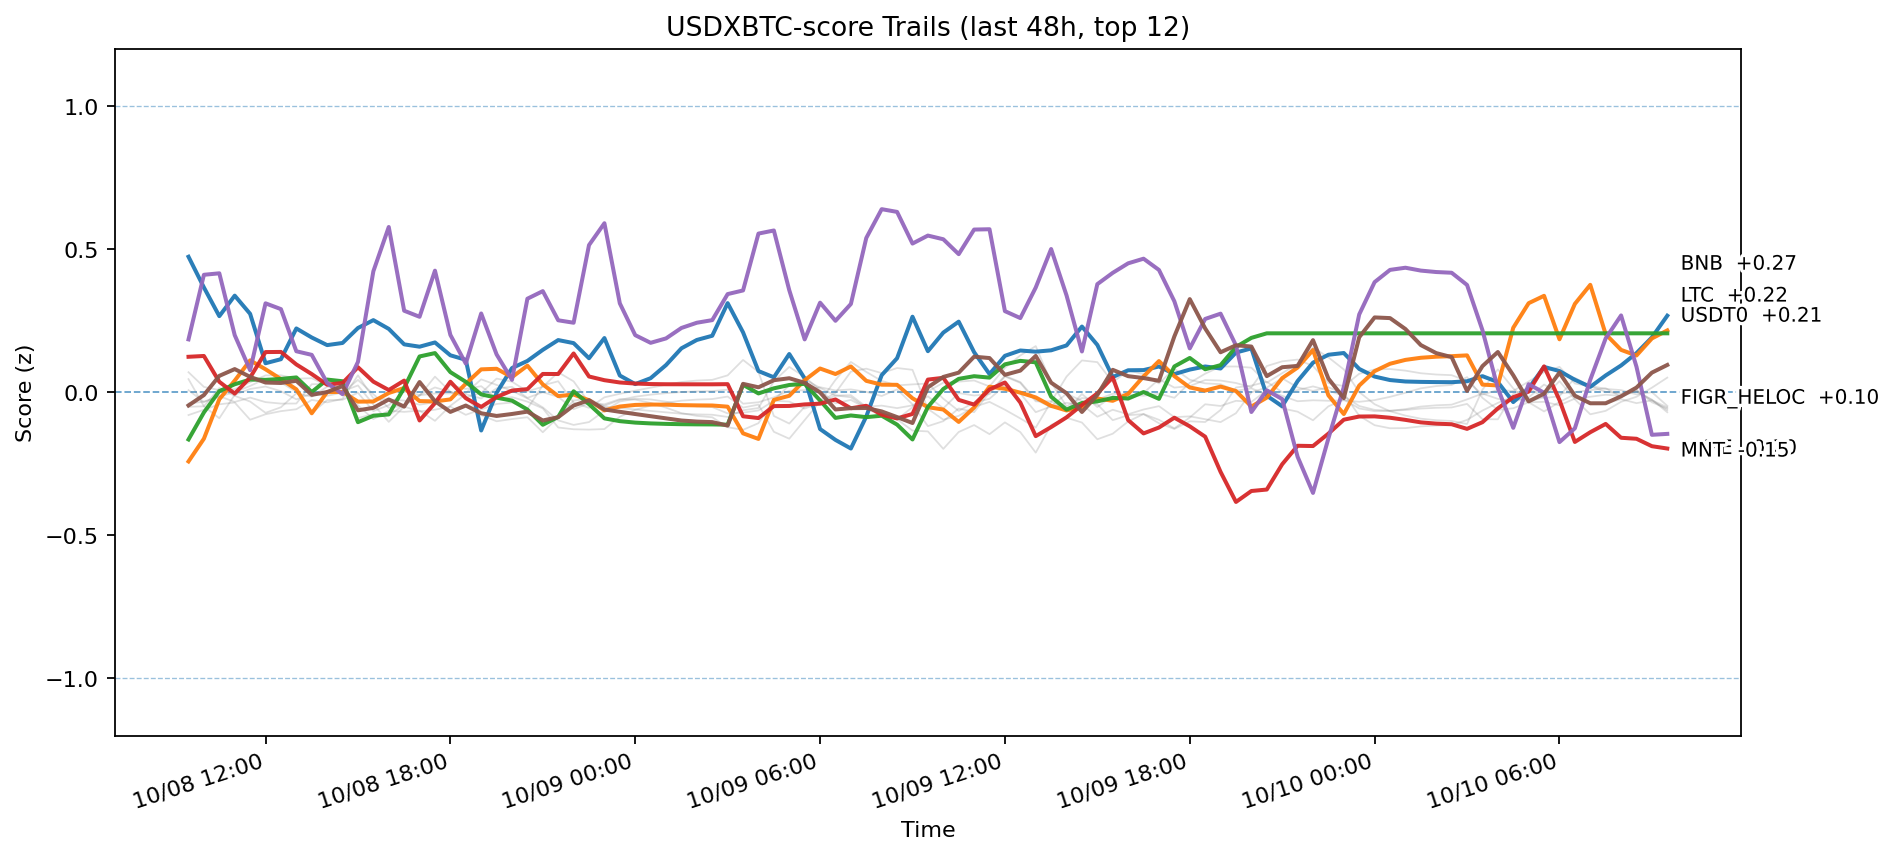 USDXBTC-score Trails (last 48h, top 12)
Score (z)
1.0
0.5
0.0
−0.5
−1.0
BNB +0.27
LTC +0.22
USDT0 +0.21
FIGR_HELOC +0.10
MNT -0.15
10/08 12:00
10/08 18:00
10/09 00:00
10/09 06:00
10/09 12:00
10/09 18:00
10/10 00:00
10/10 06:00
Time